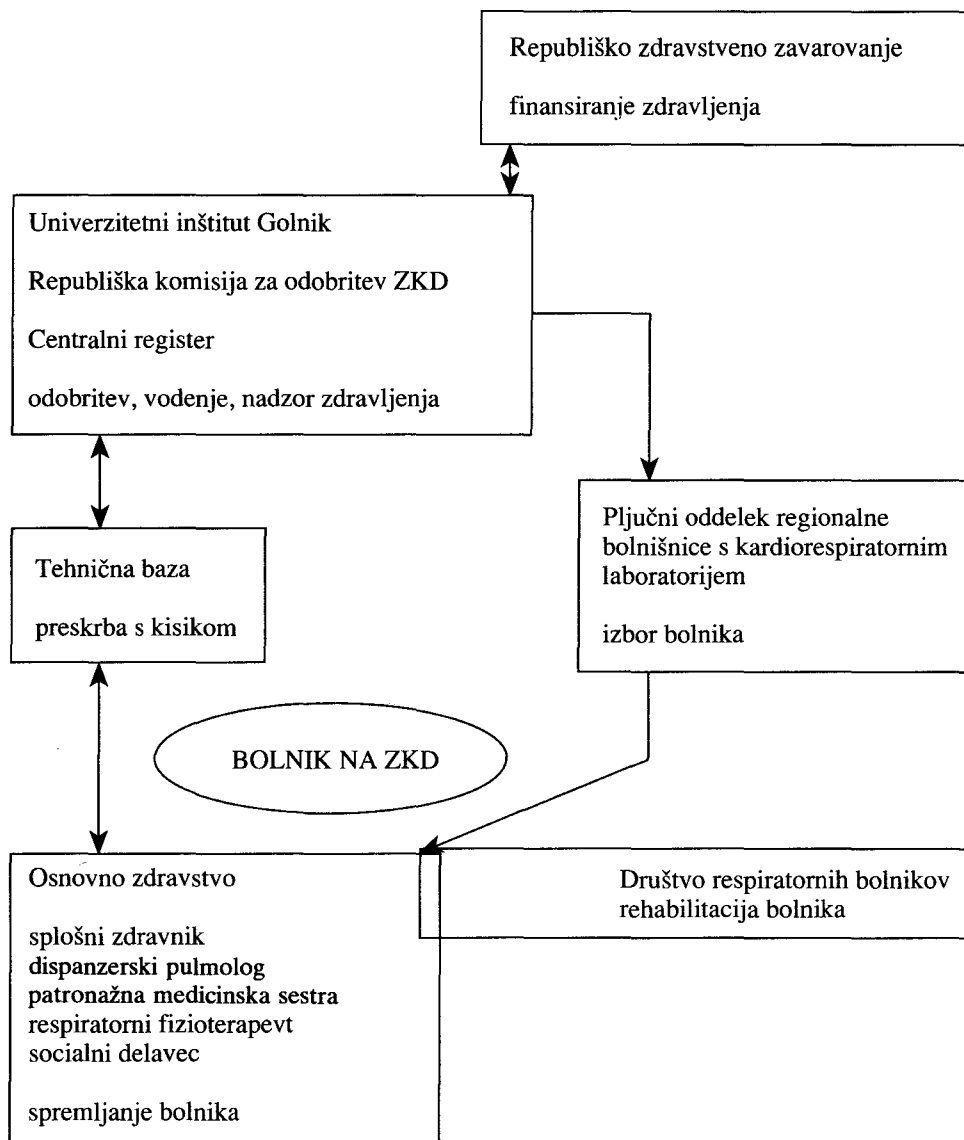 Republiško zdravstveno zavarovanje
finansiranje zdravljenja
Univerzitetni inštitut Golnik
Republiška komisija za odobritev ZKD
Centralni register
odobritev, vodenje, nadzor zdravljenja
Pljučni oddelek regionalne
bolnišnice s kardiorespiratornim
laboratorijem
izbor bolnika
Tehnična baza
preskrba s kisikom
BOLNIK NA ZKD
Osnovno zdravstvo
splošni zdravnik
dispanzerski pulmolog
patronažna medicinska sestra
respiratorni fizioterapevt
socialni delavec
spremljanje bolnika
Društvo respiratornih bolnikov
rehabilitacija bolnika